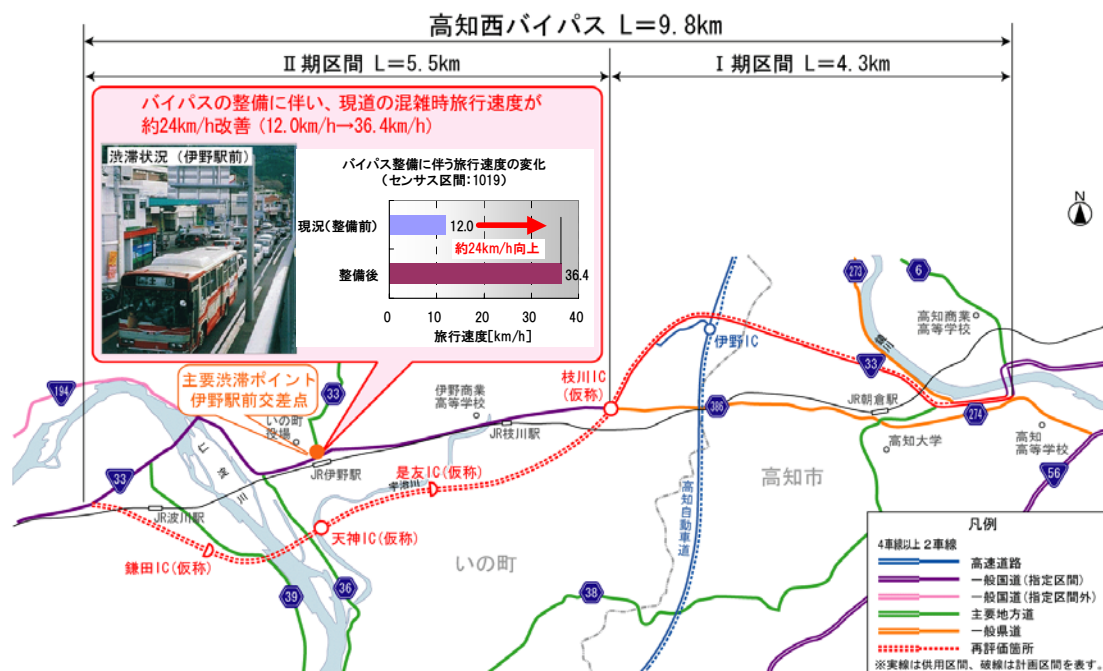 高知西バイパス L=9.8km
Ⅱ期区間 L=5.5km
Ⅰ期区間 L=4.3km
バイパスの整備に伴い、現道の混雑時旅行速度が
約24km/h改善（12.0km/h→36.4km/h）
渋滞状況（伊野駅前）
バイパス整備に伴う旅行速度の変化
（センサス区間：1019）
現況（整備前）
12.0
約24km/h向上
整備後
36.4
0 10 20 30 40
旅行速度[km/h]
N
273
6
高知商業
高等学校
伊野IC
鏡川
33
主要渋滞ポイント
伊野駅前交差点
33
194
いの町
役場
伊野商業
高等学校
枝川IC
（仮称）
386
JR朝倉駅
274
JR枝川駅
高知大学
高知
高等学校
JR伊野駅
仁淀川
是友IC（仮称）
宇治川
高知市
56
33
JR波川駅
天神IC（仮称）
高知自動車道
鎌田IC（仮称）
いの町
36
39
38
凡例
4車線以上 2車線
高速道路
一般国道（指定区間）
一般国道（指定区間外）
主要地方道
一般県道
再評価箇所
※実線は供用区間、破線は計画区間を表す。